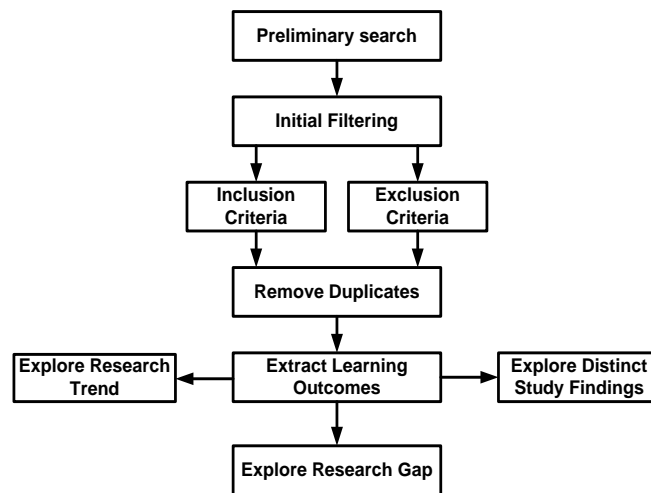 Preliminary search
Initial Filtering
Inclusion
Criteria
Exclusion
Criteria
Remove Duplicates
Explore Research
Trend
Extract Learning
Outcomes
Explore Distinct
Study Findings
Explore Research Gap